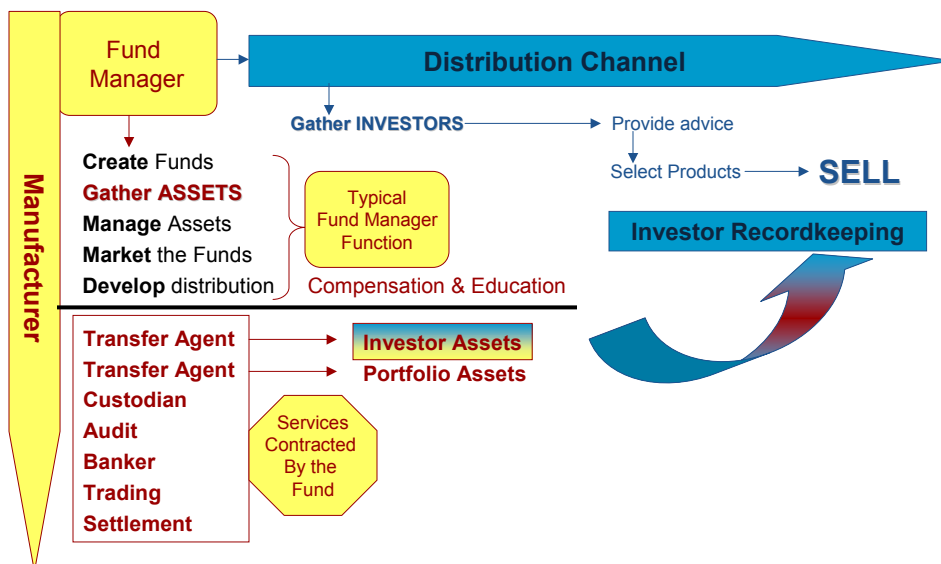 Fund
Manager
Distribution Channel
Gather INVESTORS
Provide advice
Select Products
SELL
Manufacturer
Create Funds
Gather ASSETS
Manage Assets
Market the Funds
Develop distribution
Typical
Fund Manager
Function
Compensation & Education
Investor Recordkeeping
Transfer Agent
Investor Assets
Transfer Agent
Portfolio Assets
Custodian
Audit
Banker
Trading
Settlement
Services
Contracted
By the
Fund